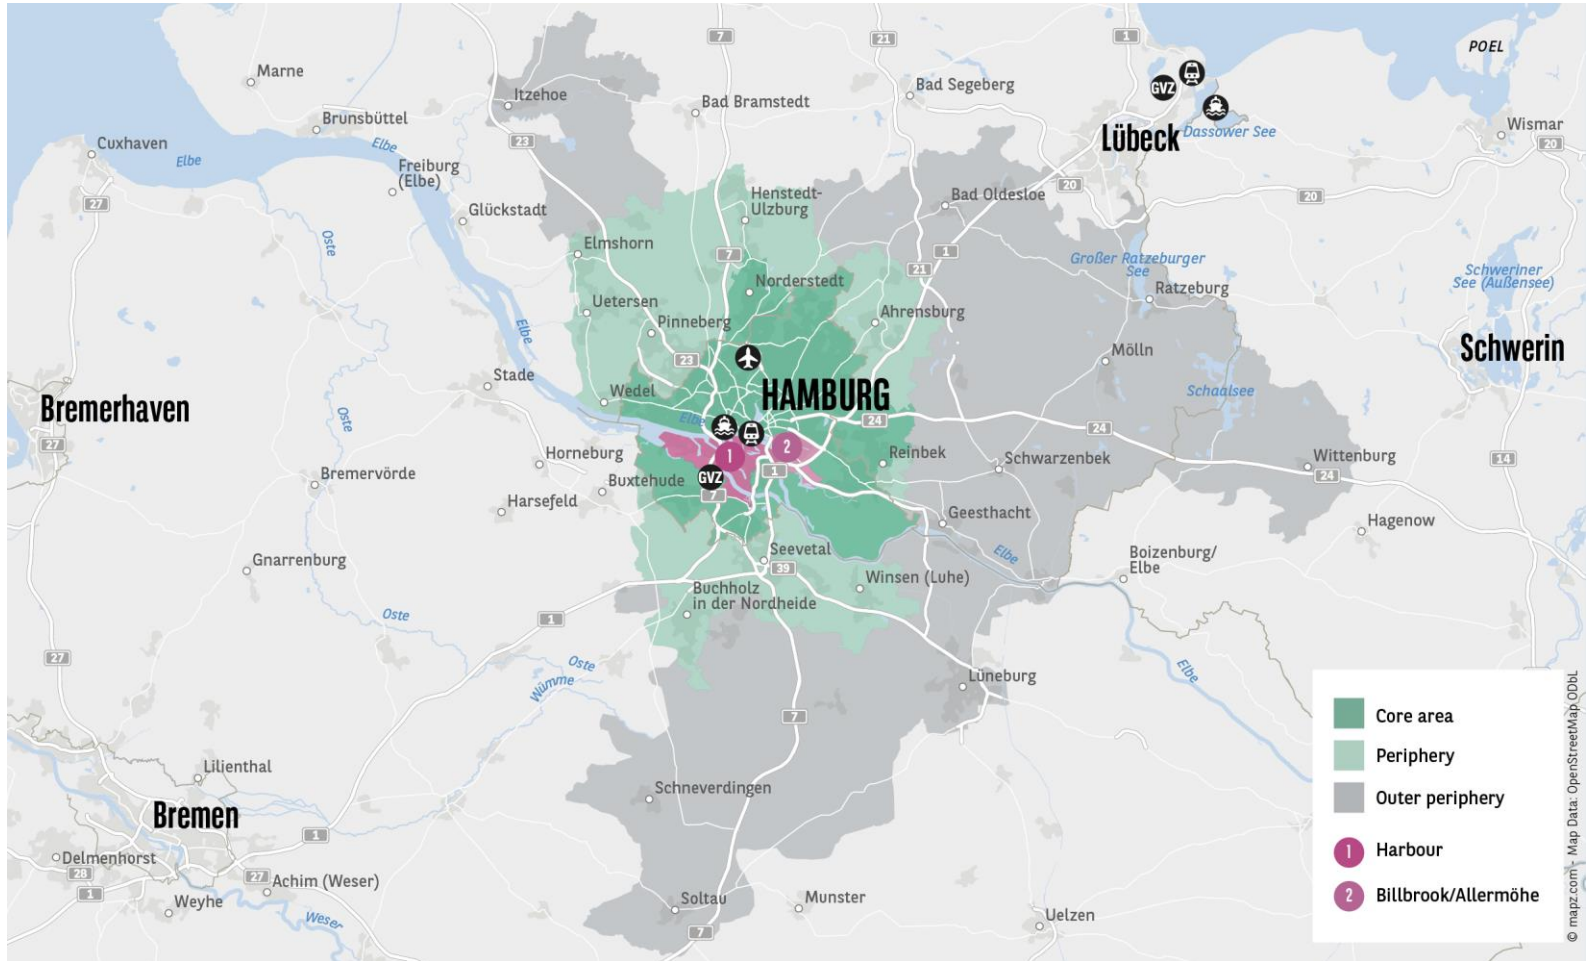 7
21
1
POEL
Marne
Itzehoe
Bad Bramstedt
Bad Segeberg
GVZ
Brunsbüttel
Lübeck
Dassower See
Wismar
20
Cuxhaven
Elbe
Elbe
23
Freiburg
(Elbe)
20
20
27
Glückstadt
Henstedt-
Ulzburg
Bad Oldesloe
Oste
Elmshorn
7
1
21
Großer Ratzeburger
See
Schweriner
See (Außensee)
Norderstedt
Ratzeburg
Uetersen
Pinneberg
Ahrensburg
Elbe
23
Mölln
Schwerin
Stade
Wedel
HAMBURG
Schaalsee
Bremerhaven
Oste
Elbe
24
24
27
Horneburg
1
2
Reinbek
Schwarzenbek
Wittenburg
14
Bremervörde
Buxtehude
GVZ
1
24
7
Harsefeld
Geesthacht
Hagenow
Gnarrenburg
Seevetal
Elbe
Boizenburg/
Elbe
39
Winsen (Luhe)
Buchholz
in der Nordheide
Oste
1
27
Oste
Wümme
Lüneburg
Elbe
7
Lilienthal
Schneverdingen
Bremen
1
Delmenhorst
28
27
Achim (Weser)
1
Weyhe
Weser
Soltau
Munster
Uelzen
7
Core area
Periphery
Outer periphery
1 Harbour
2 Billbrook/Allermöhe
© mapz.com - Map Data: OpenStreetMap ODbL